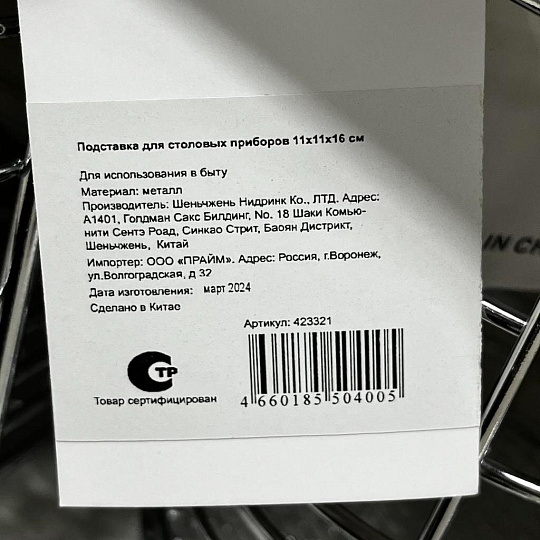 Подставка для столовых приборов 11x11x16 см
Для использования в быту
Материал: металл
Производитель: Шеньчжень Нидринк Ко., ЛТД. Адрес:
А1401, Голдман Сакс Билдинг, No. 18 Шаки Комью-
нити Сентэ Роад, Синкао Стрит, Баоян Дистрикт,
Шеньчжень, Китай
Импортер: ООО «ПРАЙМ». Адрес: Россия, г.Воронеж,
ул.Волгоградская, д 32
Дата изготовления: март 2024
Сделано в Китае
Артикул: 423321
СТР
Товар сертифицирован
4 660185 504005
IN CH